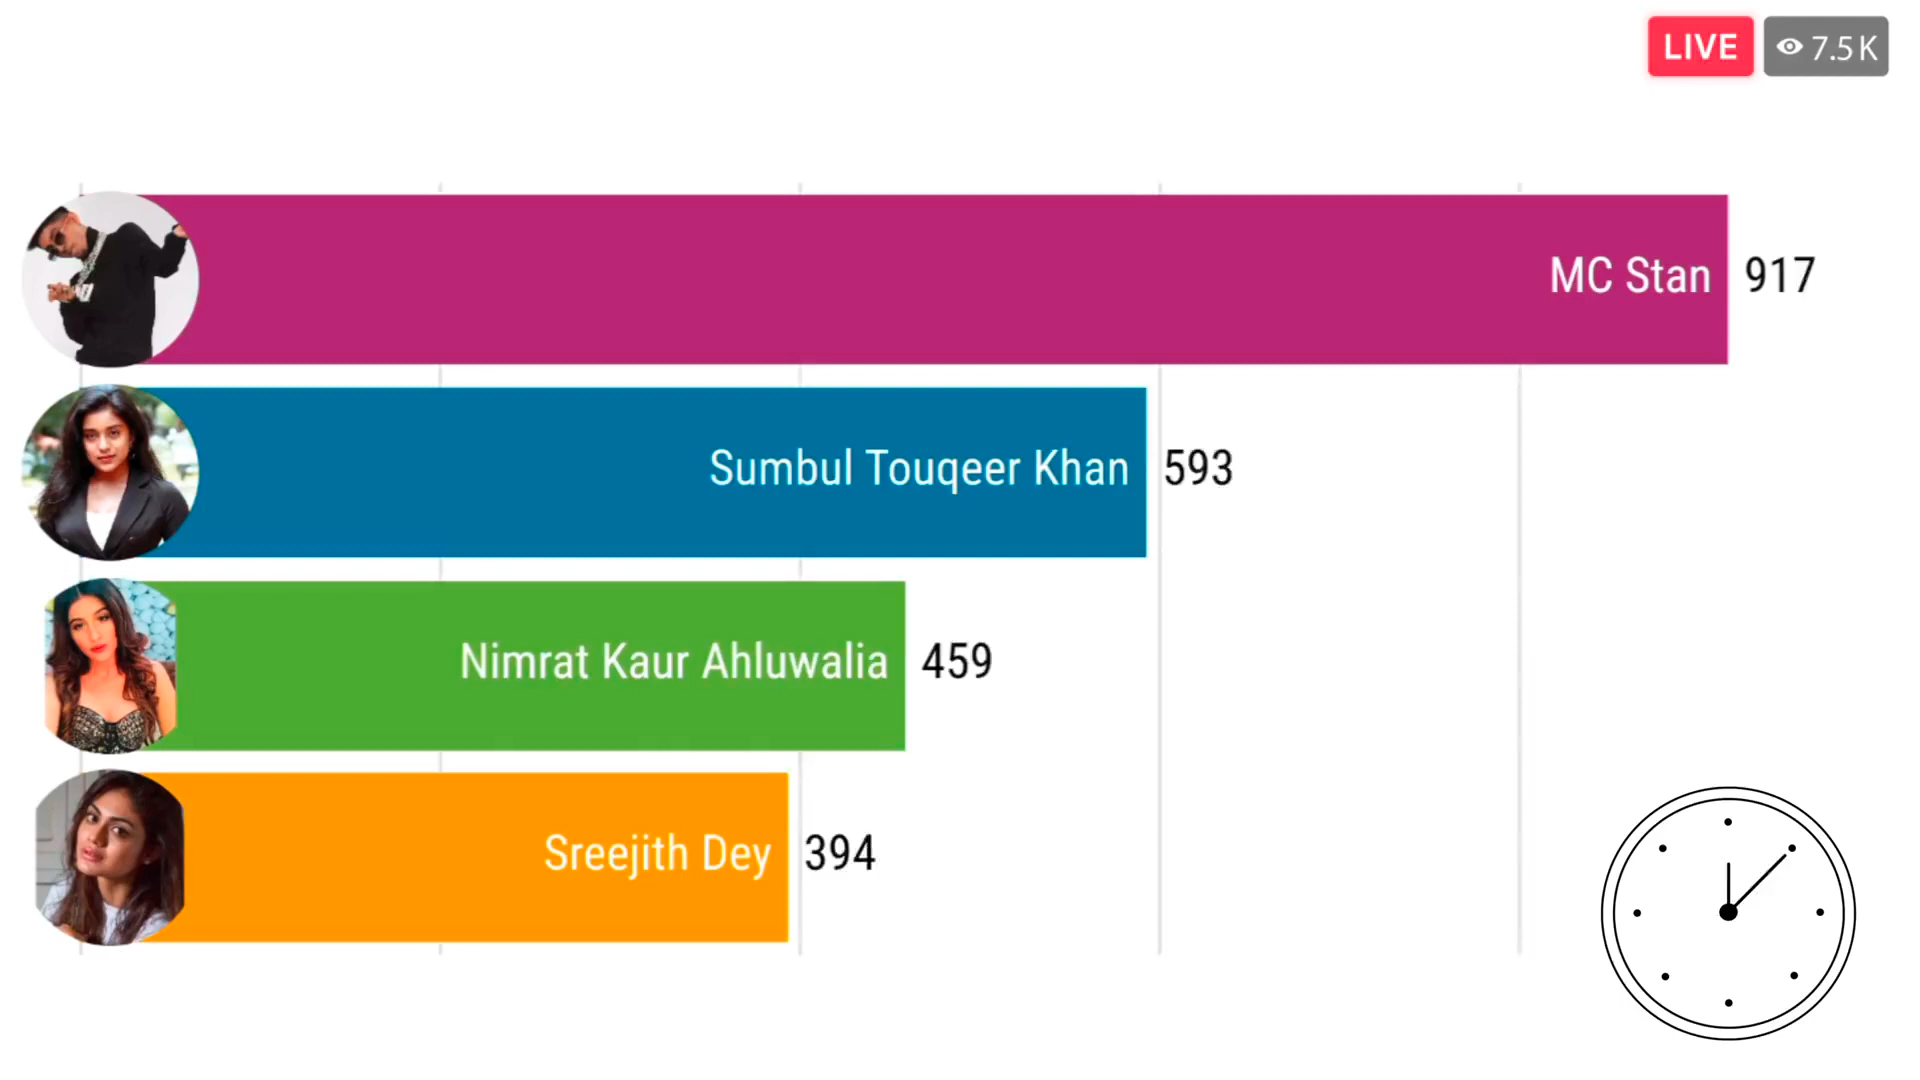 LIVE 7.5K
MC Stan 917
Sumbul Touqeer Khan 593
Nimrat Kaur Ahluwalia 459
Sreejith Dey 394